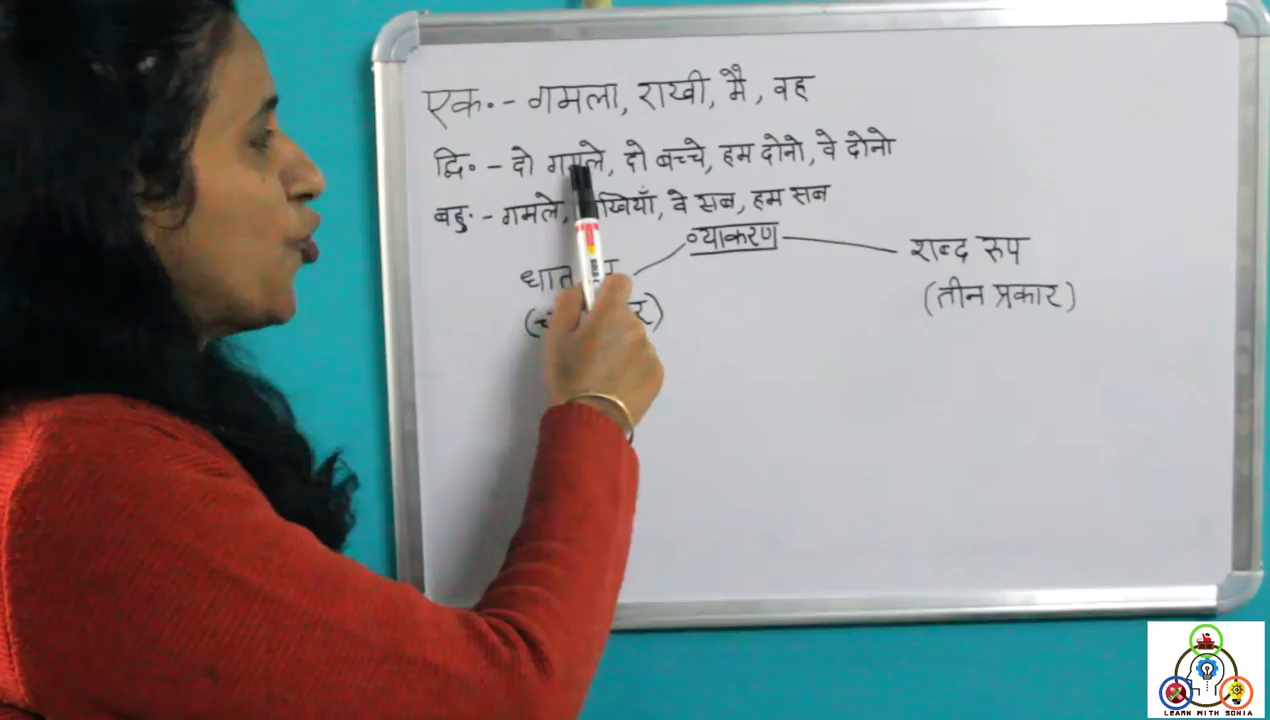 एक॰ - गमला, राखी, मै, वह
द्वि॰ - दो गमले, दो बच्चे, हम दोनो, वे दोनो
बहु॰ - गमले, वे सब, हम सब
व्याकरण
शब्द रुप
(तीन प्रकार)
LEARN WITH SONIA